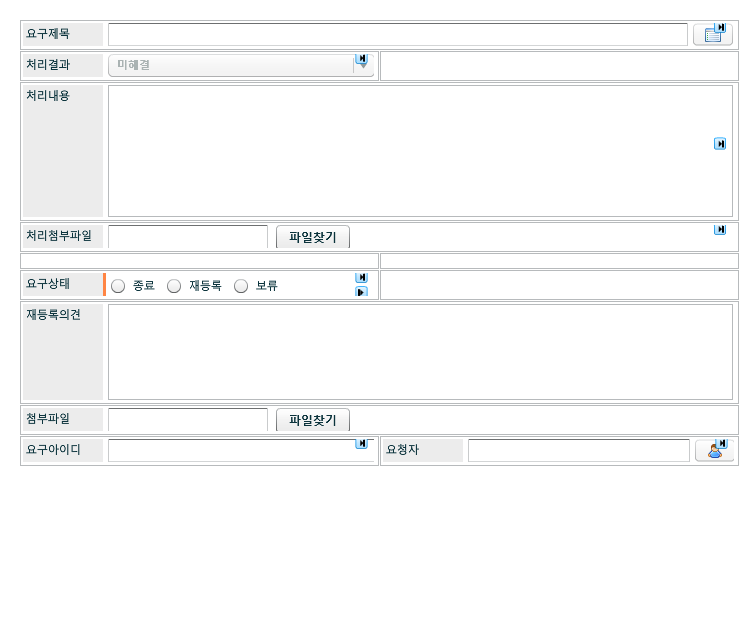 요구제목
처리결과 미해결
처리내용
처리첨부파일 파일찾기
요구상태 종료 재등록 보류
재등록의견
첨부파일 파일찾기
요구아이디 요청자